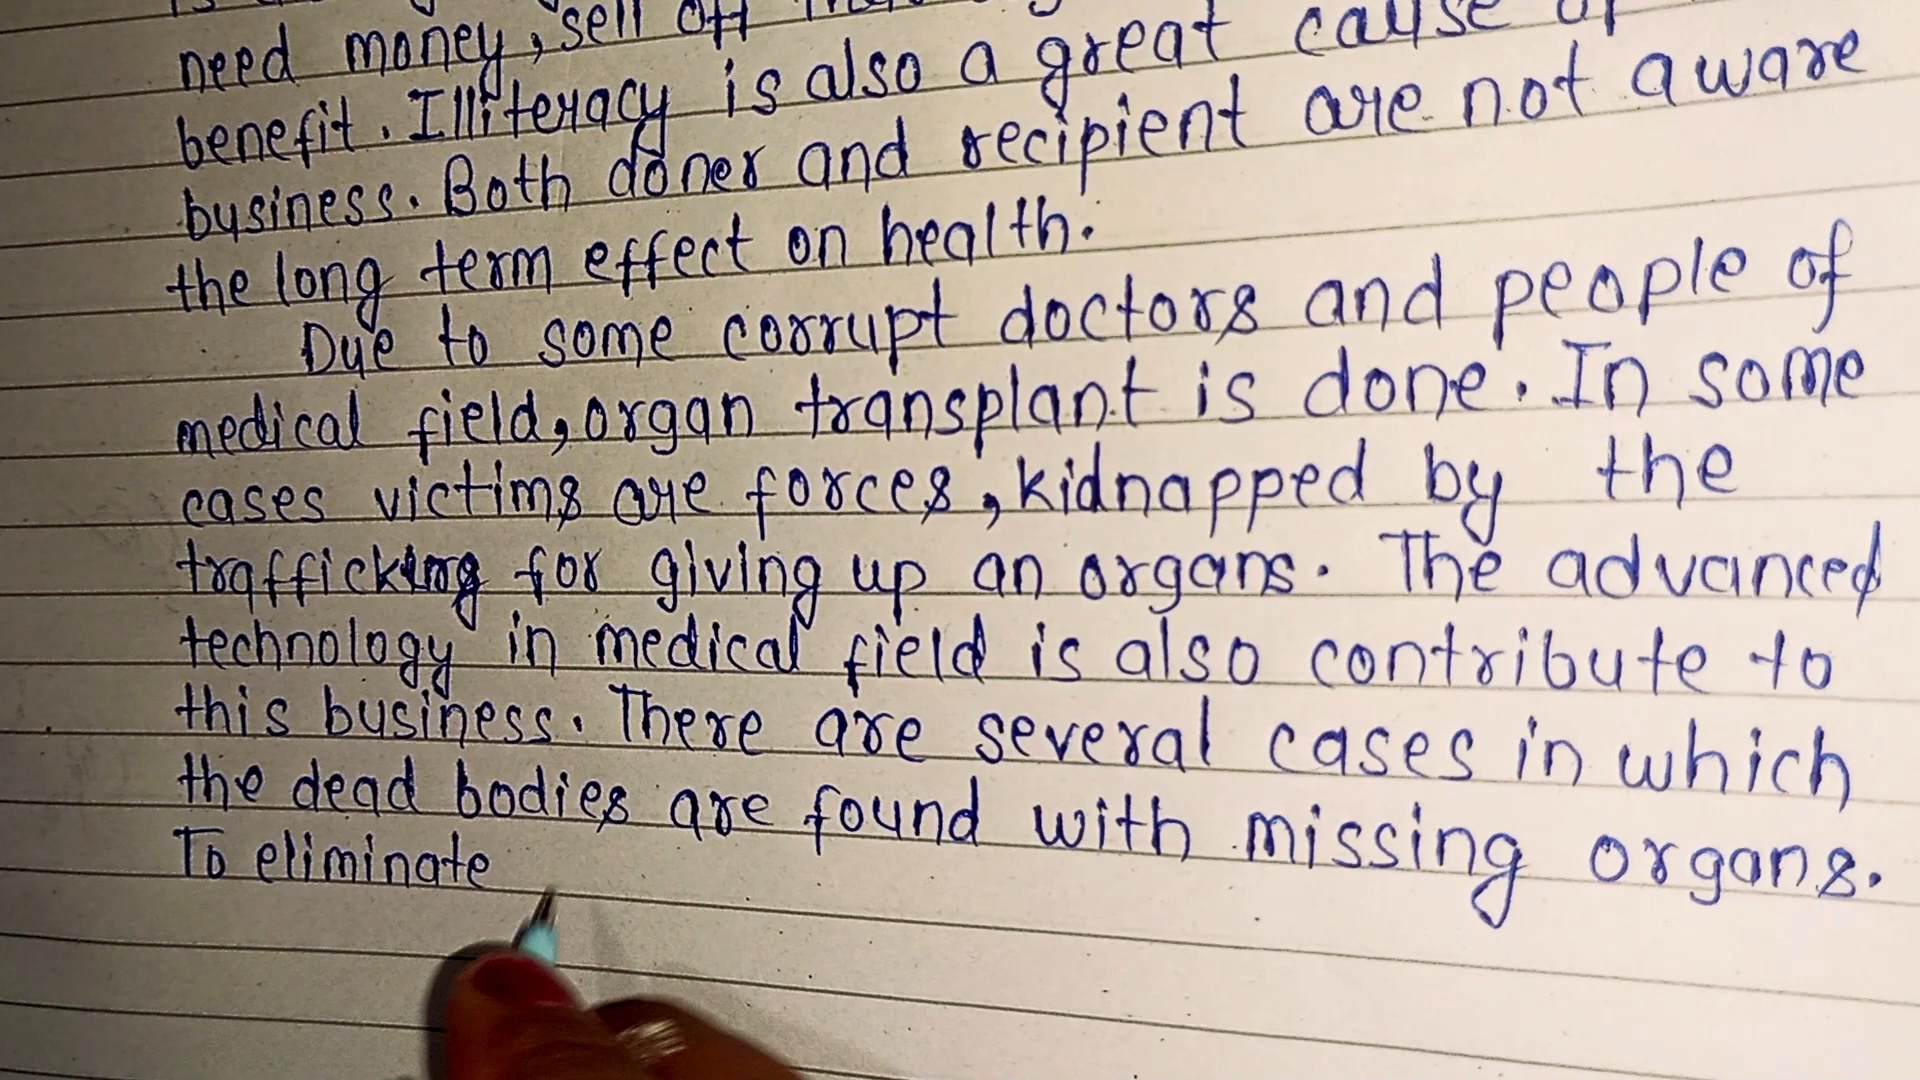 need money, sell off
benefit. Illiteracy is also a great cause of
business. Both doner and recipient are not aware
the long term effect on health.
Due to some corrupt doctors and people of
medical field, organ transplant is done. In some
cases victims are forces, kidnapped by the
trafficking for giving up an organs. The advanced
technology in medical field is also contribute to
this business. There are several cases in which
the dead bodies are found with missing organs.
To eliminate